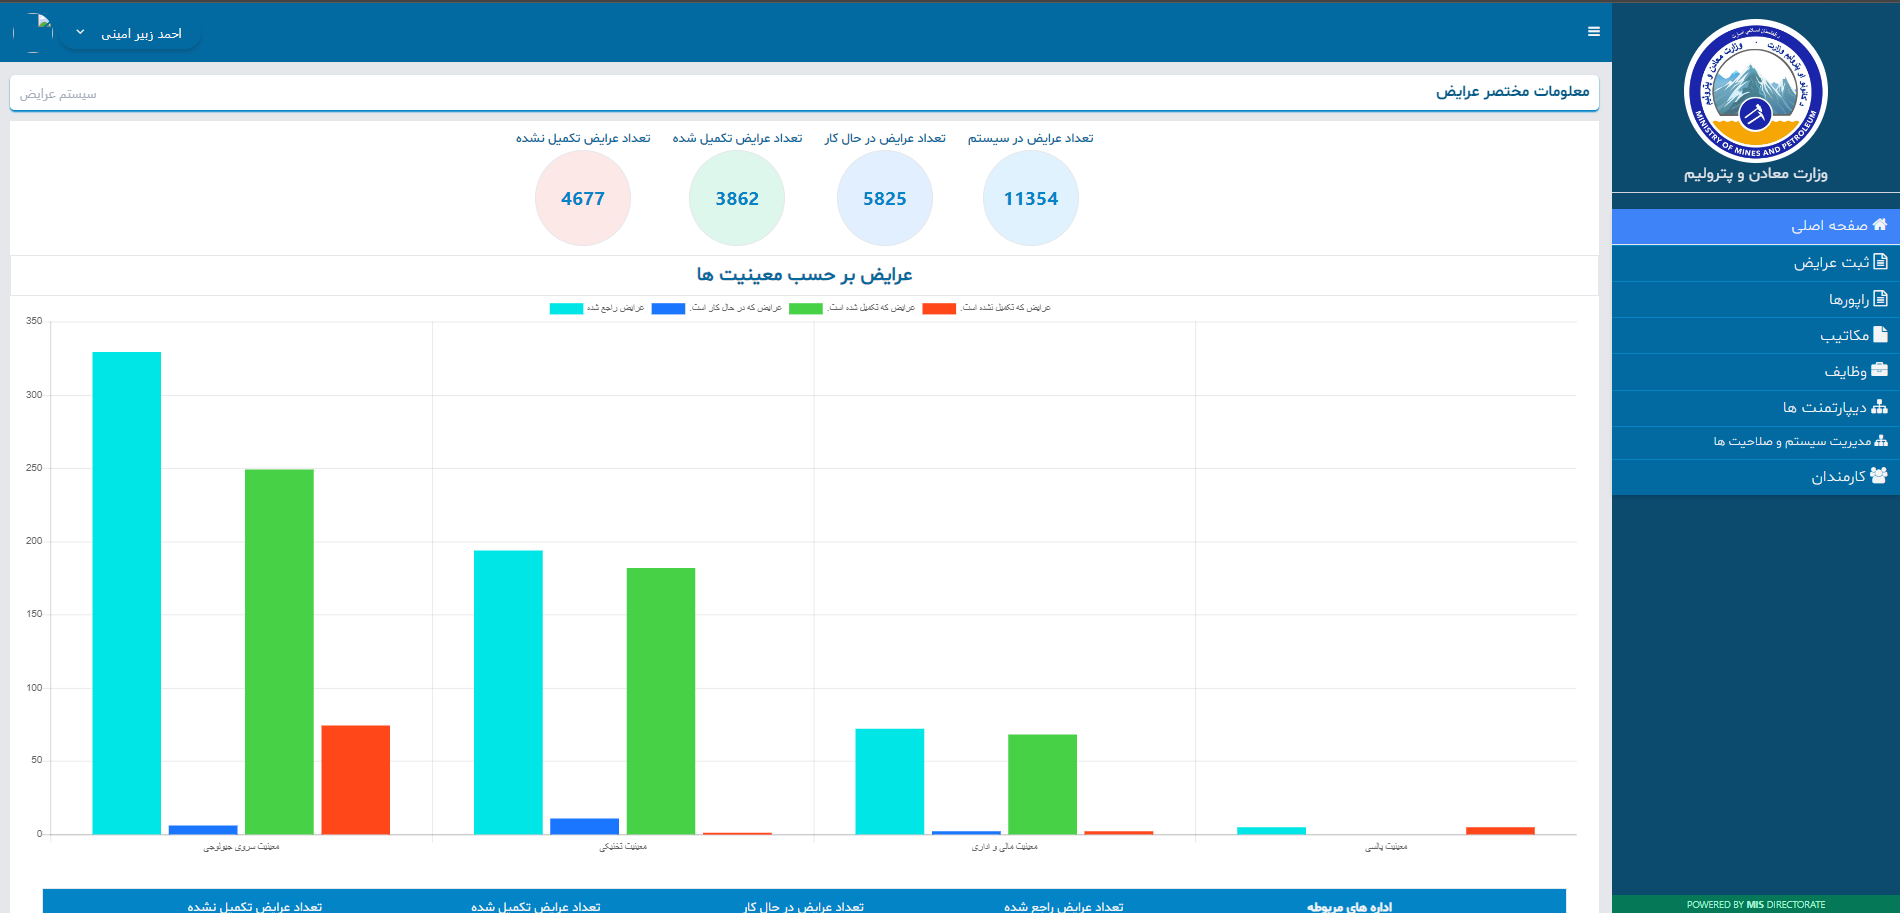 احمد زبیر امینی
وزارت معادن و پترولیم
MINISTRY OF MINES AND PETROLEUM
وزارت معادن و پترولیم
صفحه اصلی
ثبت عرایض
راپورها
مکاتیب
وظایف
دیپارتمنت ها
مدیریت سیستم و صلاحیت ها
کارمندان
POWERED BY MIS DIRECTORATE
معلومات مختصر عرایض
سیستم عرایض
تعداد عرایض در سیستم
تعداد عرایض در حال کار
تعداد عرایض تکمیل شده
تعداد عرایض تکمیل نشده
11354
5825
3862
4677
عرایض بر حسب معینیت ها
عرایض راجع شده
عرایض که در حال کار است.
عرایض که تکمیل شده است.
عرایض که تکمیل نشده است.
350
300
250
200
150
100
50
0
معینیت سروی جیولوجی
معینیت تخنیکی
معینیت مالی و اداری
معینیت پالسی
اداره های مربوطه
تعداد عرایض راجع شده
تعداد عرایض در حال کار
تعداد عرایض تکمیل شده
تعداد عرایض تکمیل نشده